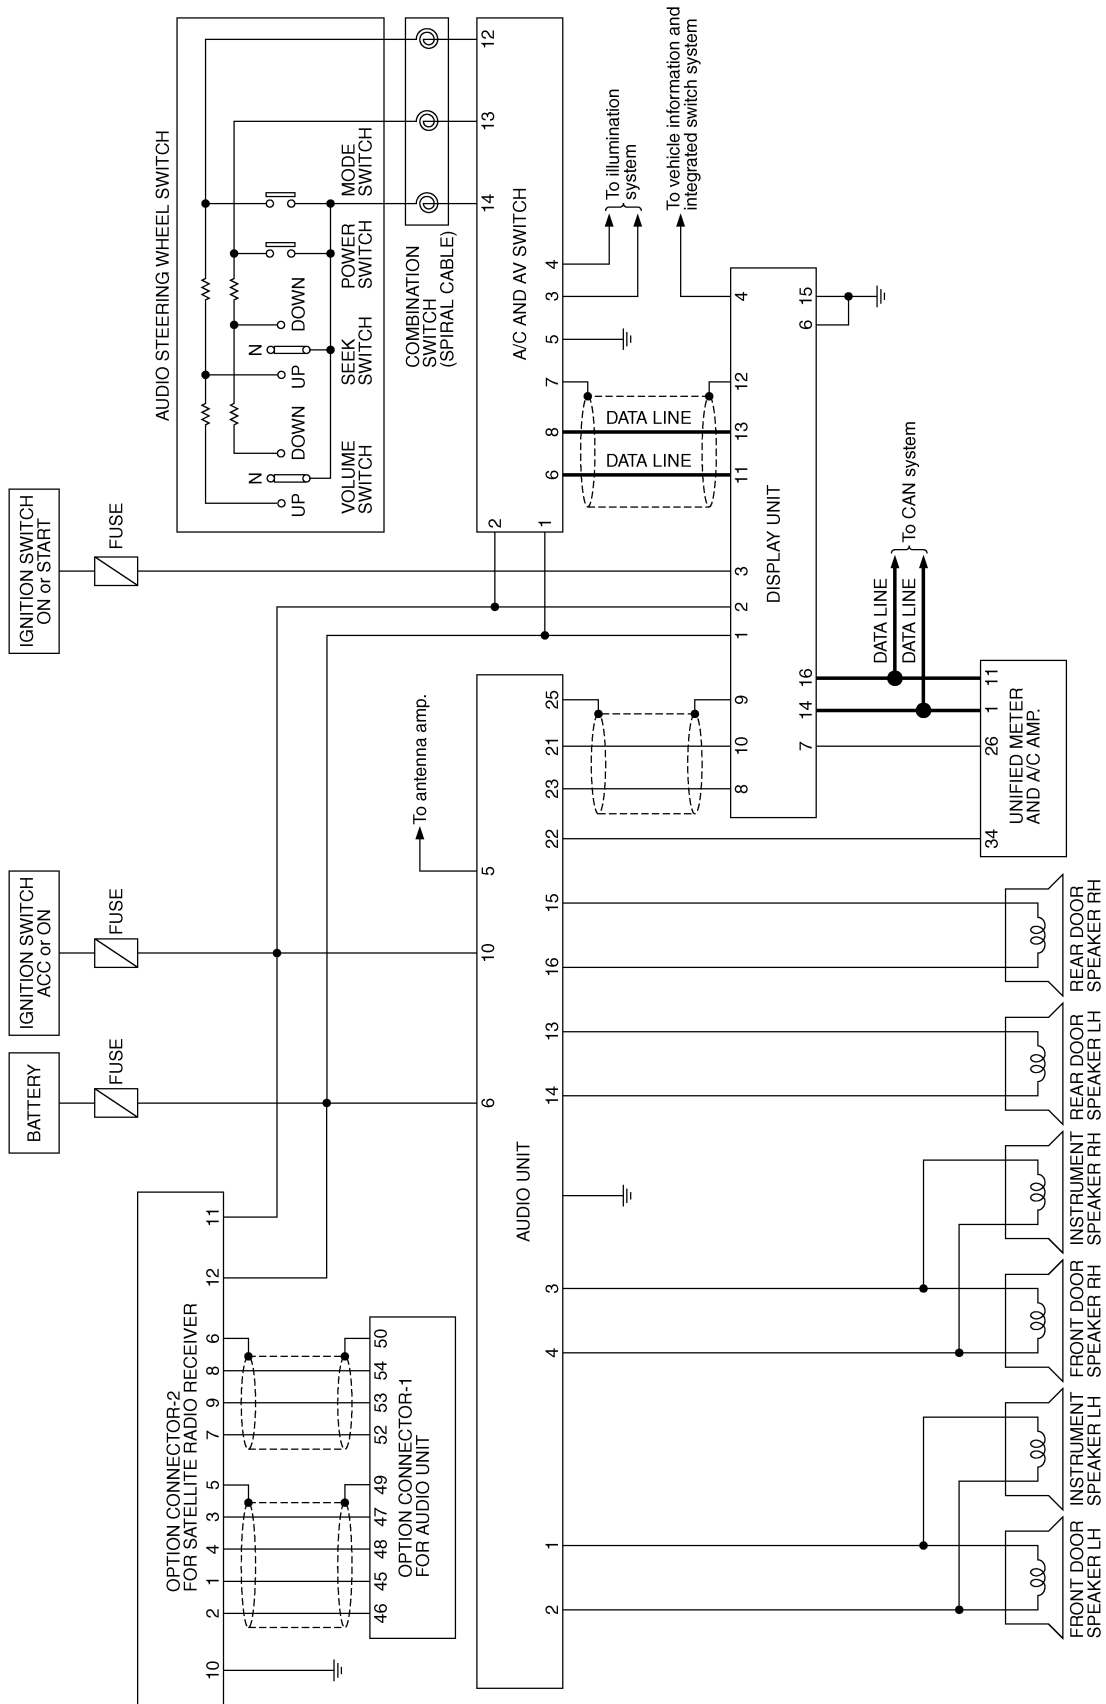 IGNITION SWITCH
ON or START
FUSE
IGNITION SWITCH
ACC or ON
FUSE
BATTERY
FUSE
AUDIO STEERING WHEEL SWITCH
VOLUME
SWITCH
UP
N
DOWN
SEEK
SWITCH
UP
N
DOWN
POWER
SWITCH
MODE
SWITCH
COMBINATION
SWITCH
(SPIRAL CABLE)
A/C AND AV SWITCH
12
13
14
2
1
6
8
7
5
3
4
To illumination
system
To vehicle information and
integrated switch system
DATA LINE
DATA LINE
DISPLAY UNIT
4
12
13
11
3
2
1
9
10
8
15
6
16
14
7
DATA LINE
DATA LINE
To CAN system
UNIFIED METER
AND A/C AMP.
11
1
26
34
To antenna amp.
AUDIO UNIT
5
10
6
25
21
23
22
15
16
13
14
3
4
1
2
REAR DOOR
SPEAKER RH
REAR DOOR
SPEAKER LH
INSTRUMENT
SPEAKER RH
FRONT DOOR
SPEAKER RH
INSTRUMENT
SPEAKER LH
FRONT DOOR
SPEAKER LH
OPTION CONNECTOR-2
FOR SATELLITE RADIO RECEIVER
11
12
6
8
9
7
5
3
4
1
2
10
OPTION CONNECTOR-1
FOR AUDIO UNIT
50
54
53
52
49
47
48
45
46